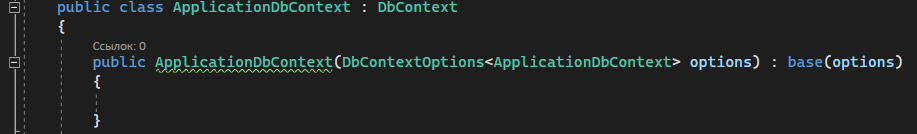 public class ApplicationDbContext : DbContext
{
Ссылок: 0
public ApplicationDbContext(DbContextOptions<ApplicationDbContext> options) : base(options)
{
}